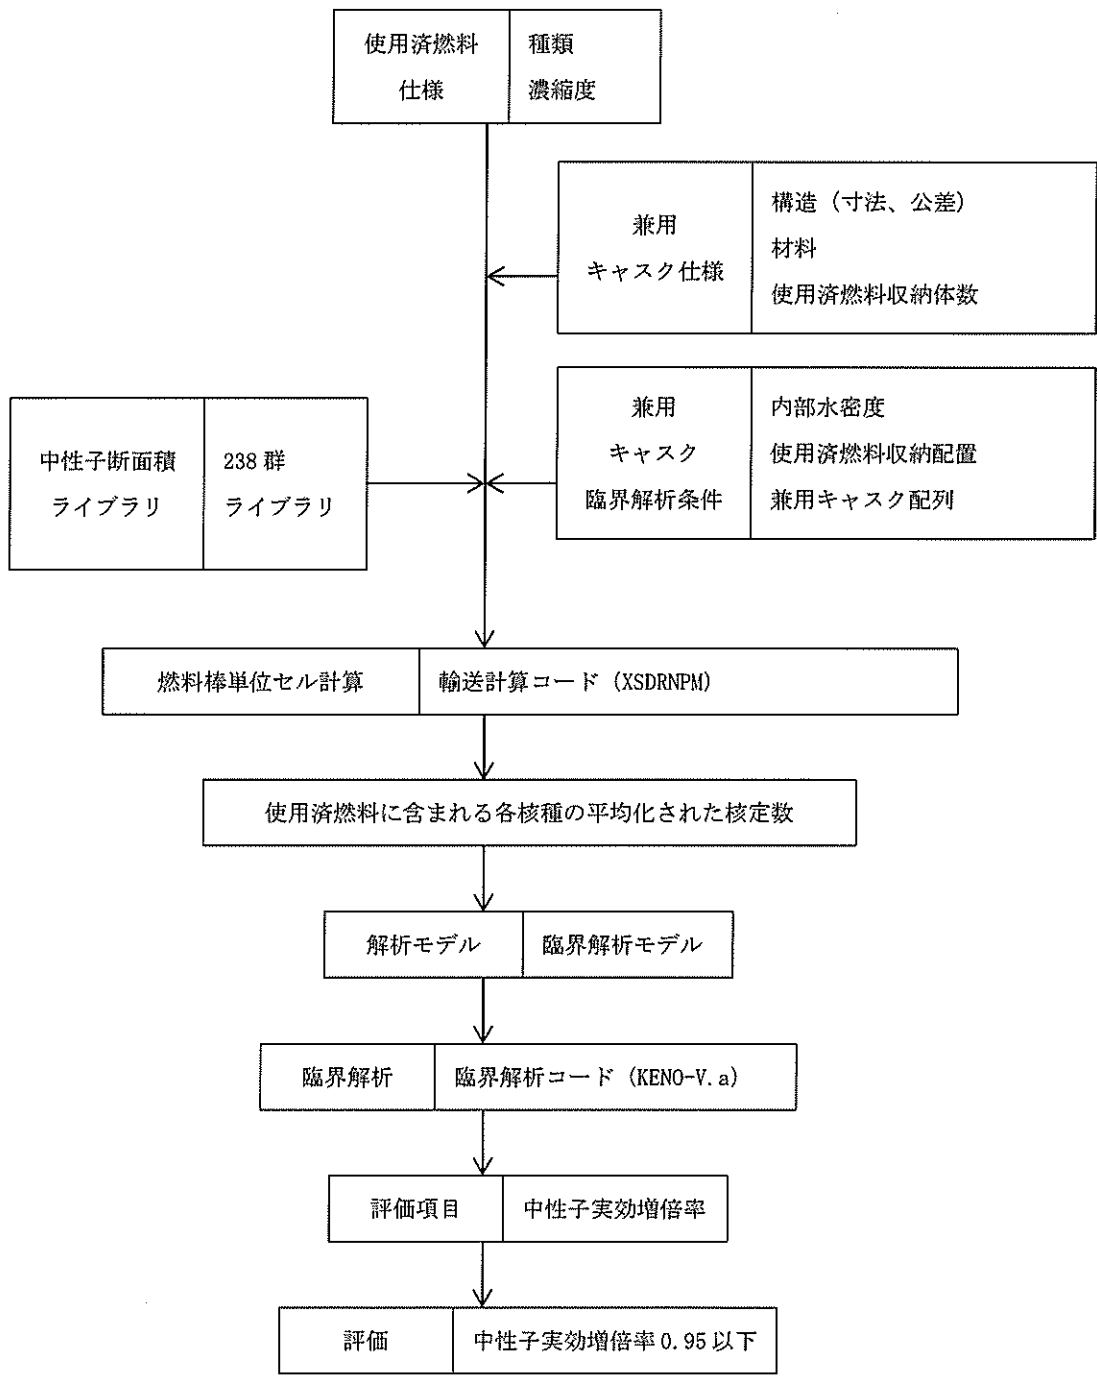 使用済燃料
仕様
種類
濃縮度
兼用
キャスク仕様
構造（寸法、公差）
材料
使用済燃料収納体数
中性子断面積
ライブラリ
238 群
ライブラリ
兼用
キャスク
臨界解析条件
内部水密度
使用済燃料収納配置
兼用キャスク配列
燃料棒単位セル計算
輸送計算コード（XSDRNPM）
使用済燃料に含まれる各核種の平均化された核定数
解析モデル
臨界解析モデル
臨界解析
臨界解析コード（KENO-V.a）
評価項目
中性子実効増倍率
評価
中性子実効増倍率 0.95 以下